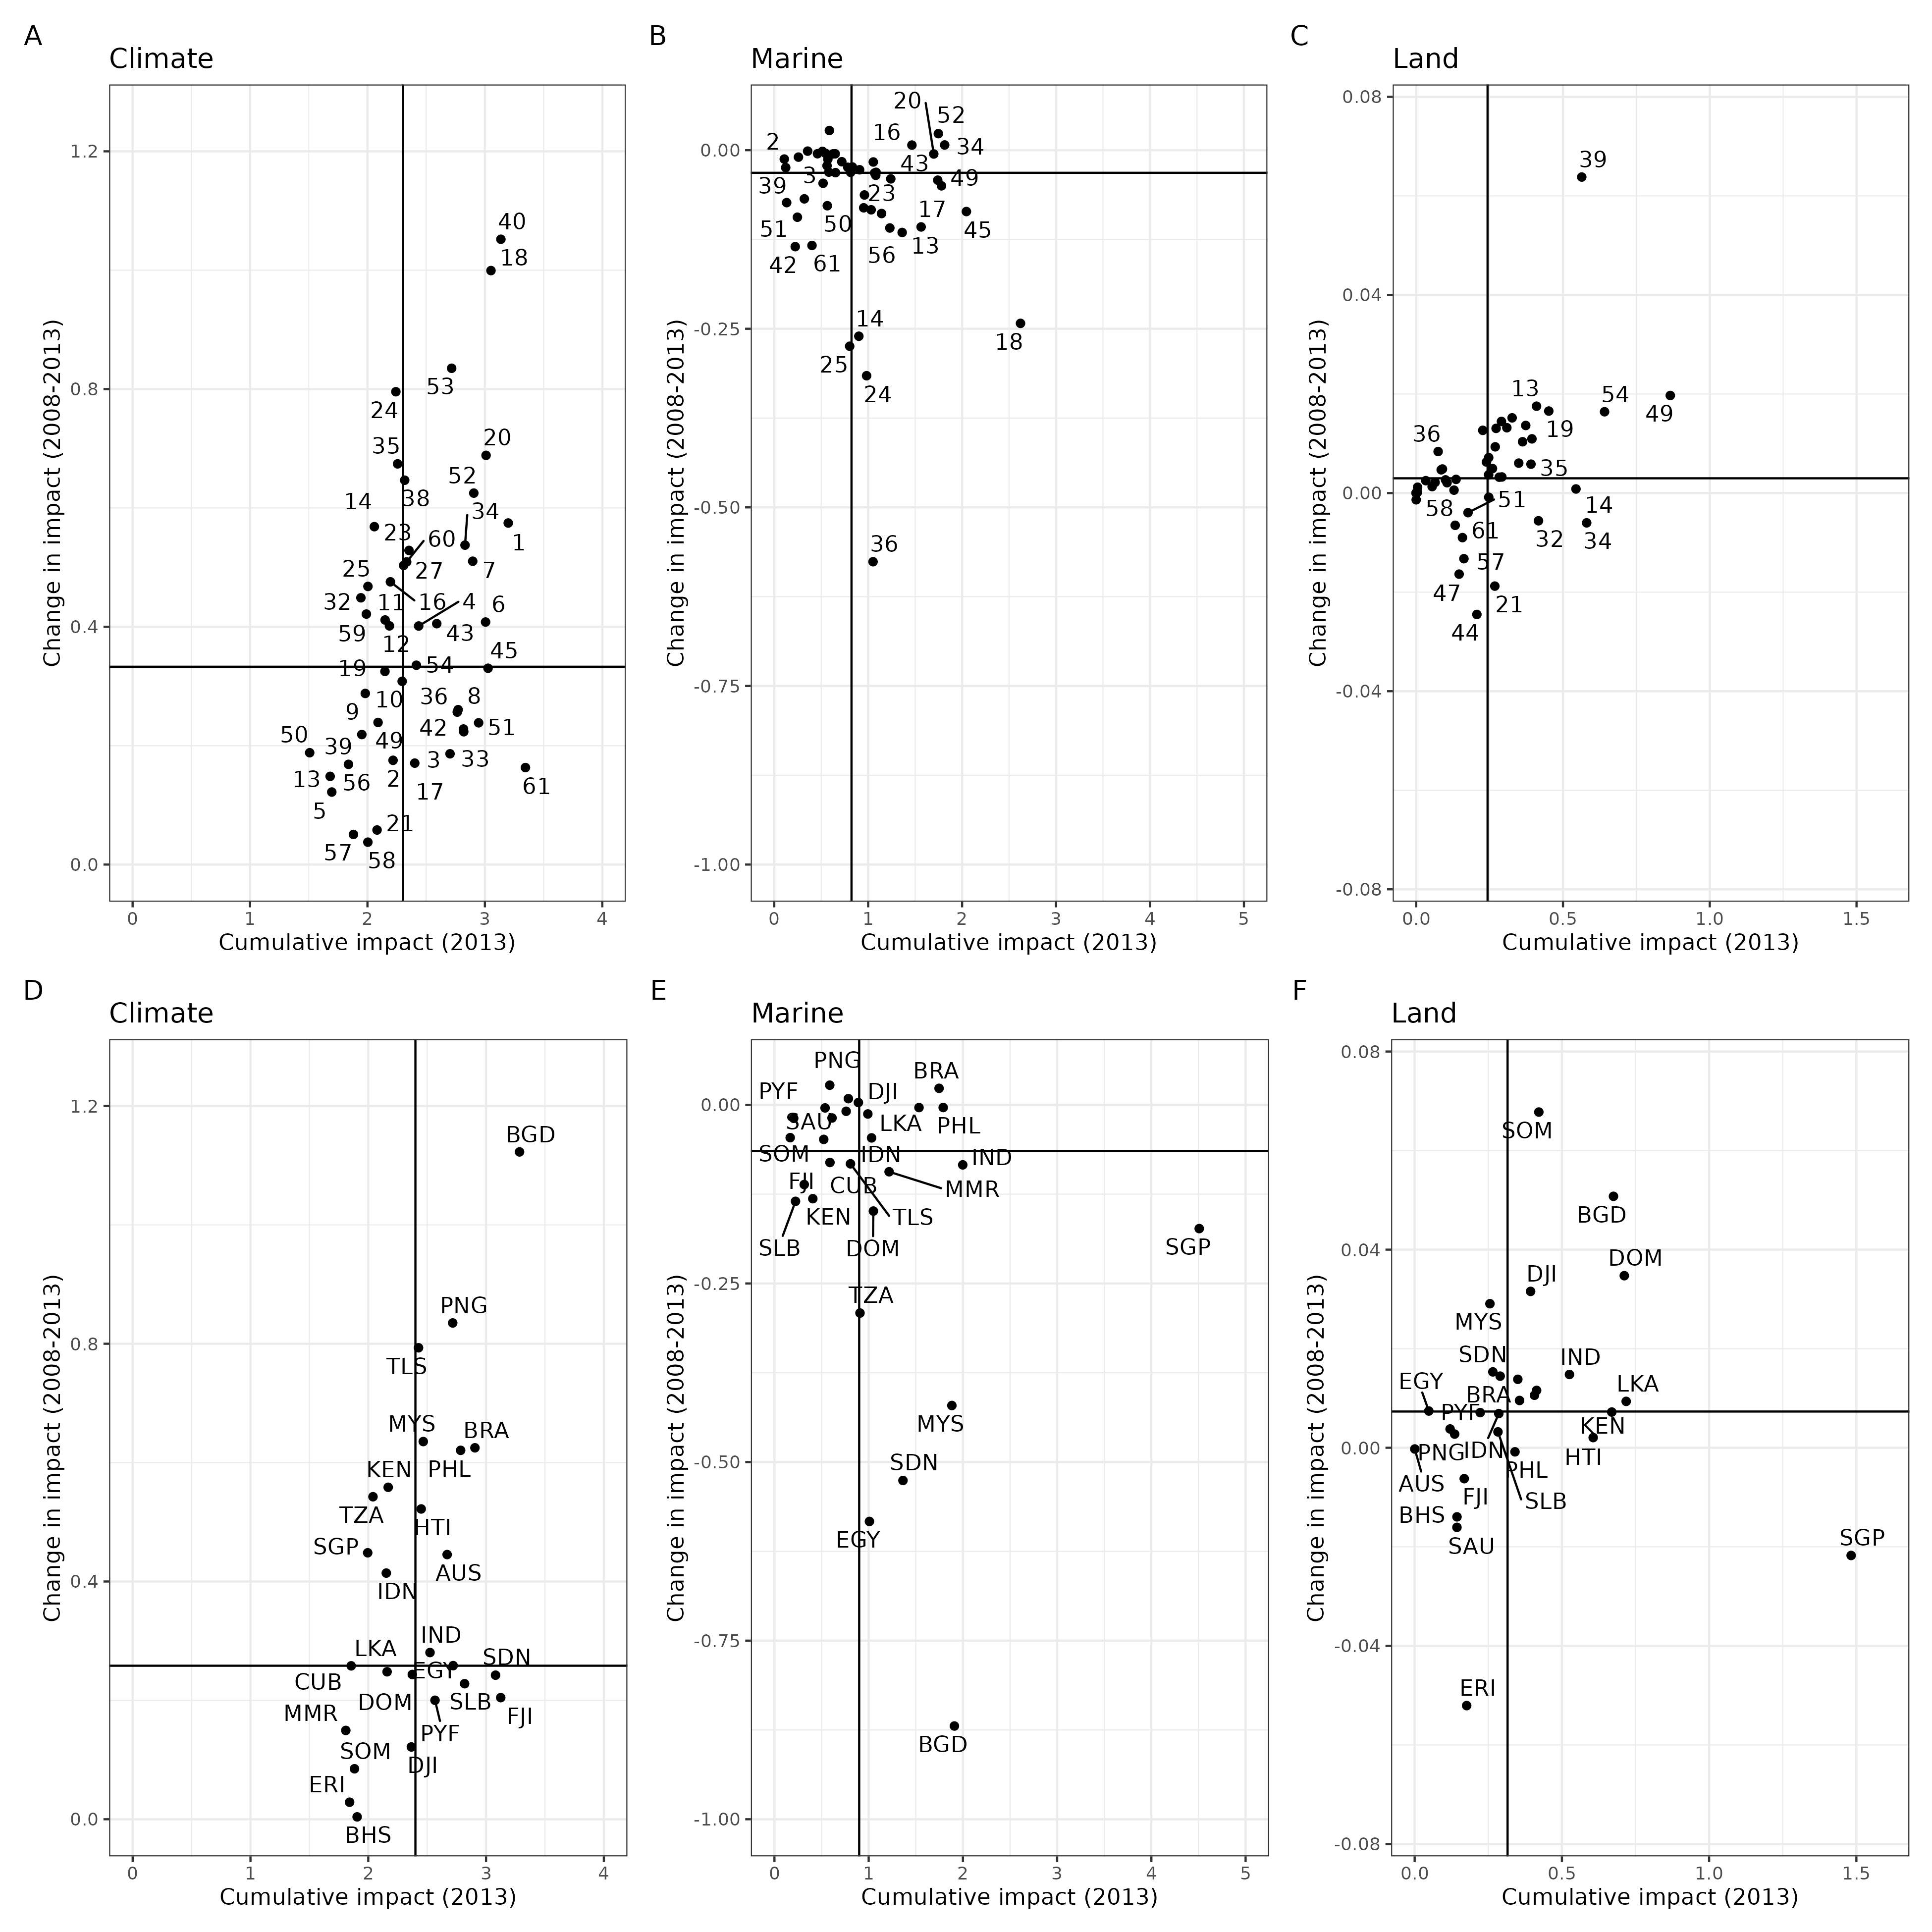 A
Climate
Change in impact (2008-2013)
1.2
0.8
0.4
0.0
40
18
53
24
35
20
52
38
14
34
23
60
1
27
7
25
32
11
16
4
6
59
12
43
45
19
54
10
36
8
9
50
39
49
42
51
13
56
2
3
33
17
61
5
21
57
58
0
1
2
3
4
Cumulative impact (2013)
B
Marine
Change in impact (2008-2013)
0.00
-0.25
-0.50
-0.75
-1.00
20
52
2
16
34
43
3
39
23
49
51
50
17
45
42
61
56
13
14
25
18
24
36
0
1
2
3
4
5
Cumulative impact (2013)
C
Land
Change in impact (2008-2013)
0.08
0.04
0.00
-0.04
-0.08
39
13
54
49
36
19
35
58
51
14
61
32
34
57
47
21
44
0.0
0.5
1.0
1.5
Cumulative impact (2013)
D
Climate
Change in impact (2008-2013)
1.2
0.8
0.4
0.0
BGD
PNG
TLS
MYS
BRA
KEN
PHL
TZA
HTI
SGP
AUS
IDN
IND
LKA
SDN
EGY
CUB
DOM
SLB
MMR
FJI
PYF
SOM
DJI
ERI
BHS
0
1
2
3
4
Cumulative impact (2013)
E
Marine
Change in impact (2008-2013)
0.00
-0.25
-0.50
-0.75
-1.00
PNG
BRA
PYF
DJI
SAU
LKA
PHL
SOM
IDN
IND
FJI
CUB
MMR
KEN
TLS
SLB
DOM
SGP
TZA
MYS
SDN
EGY
BGD
0
1
2
3
4
5
Cumulative impact (2013)
F
Land
Change in impact (2008-2013)
0.08
0.04
0.00
-0.04
-0.08
SOM
BGD
DOM
DJI
MYS
SDN
IND
EGY
BRA
LKA
PYF
KEN
PNG
IDN
HTI
PHL
AUS
FJI
SLB
BHS
SAU
SGP
ERI
0.0
0.5
1.0
1.5
Cumulative impact (2013)